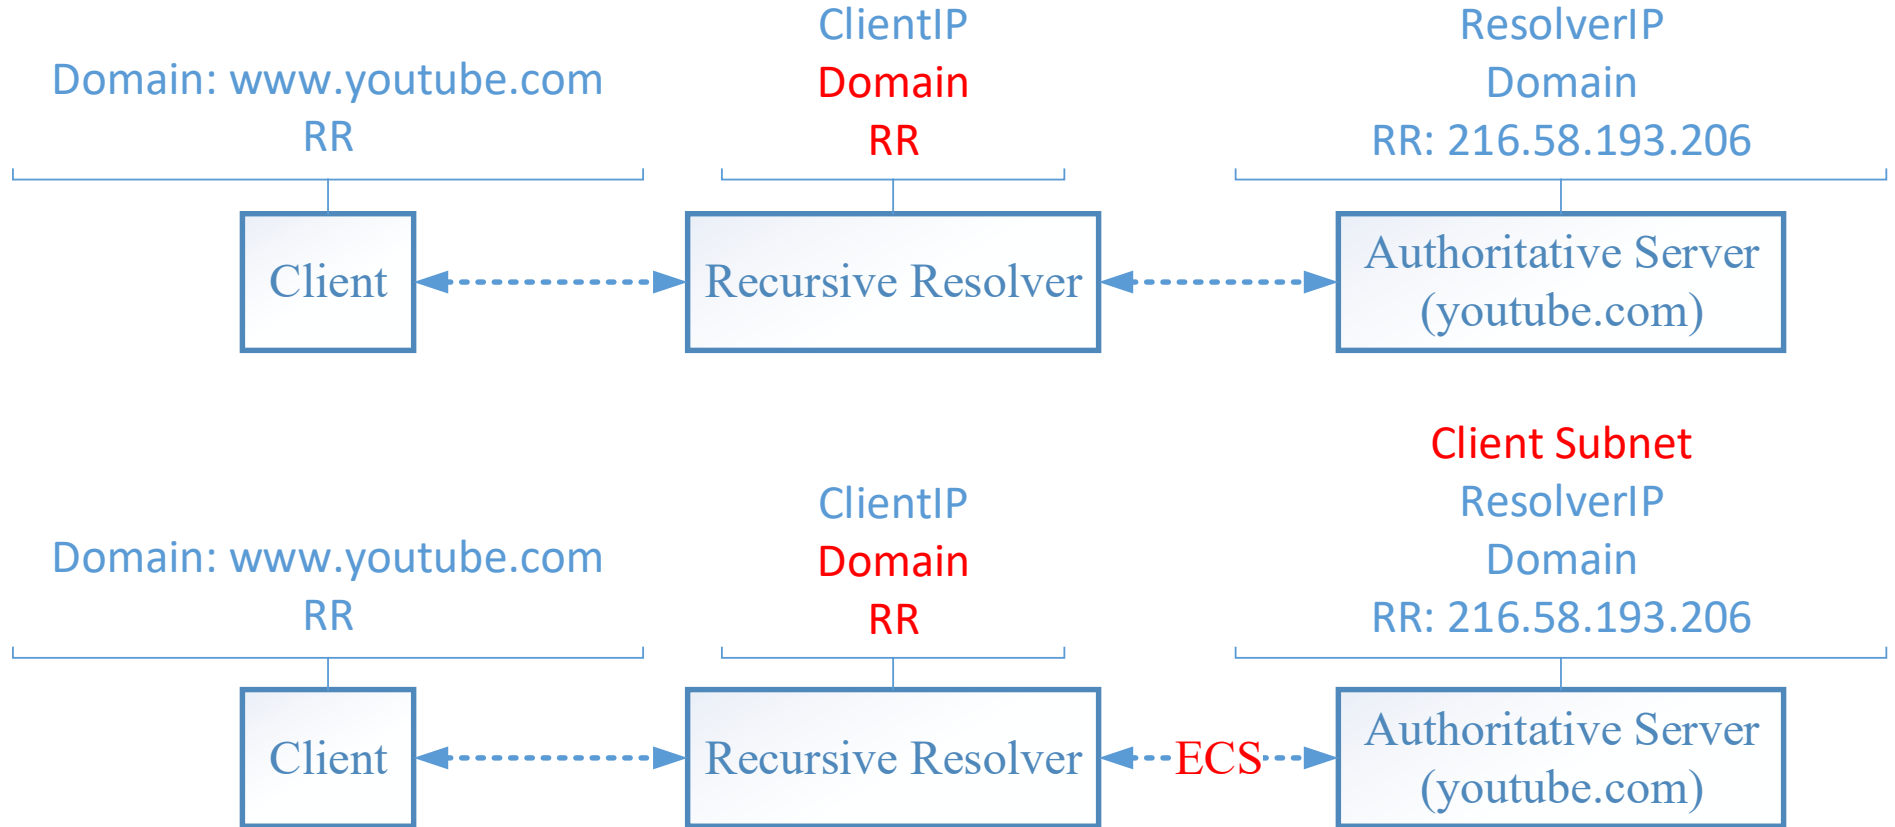 ClientIP
ResolverIP
Domain: www.youtube.com
Domain
Domain
RR
RR
RR: 216.58.193.206
Client
Recursive Resolver
Authoritative Server
(youtube.com)
Client Subnet
ClientIP
ResolverIP
Domain: www.youtube.com
Domain
Domain
RR
RR
RR: 216.58.193.206
Client
Recursive Resolver
ECS
Authoritative Server
(youtube.com)